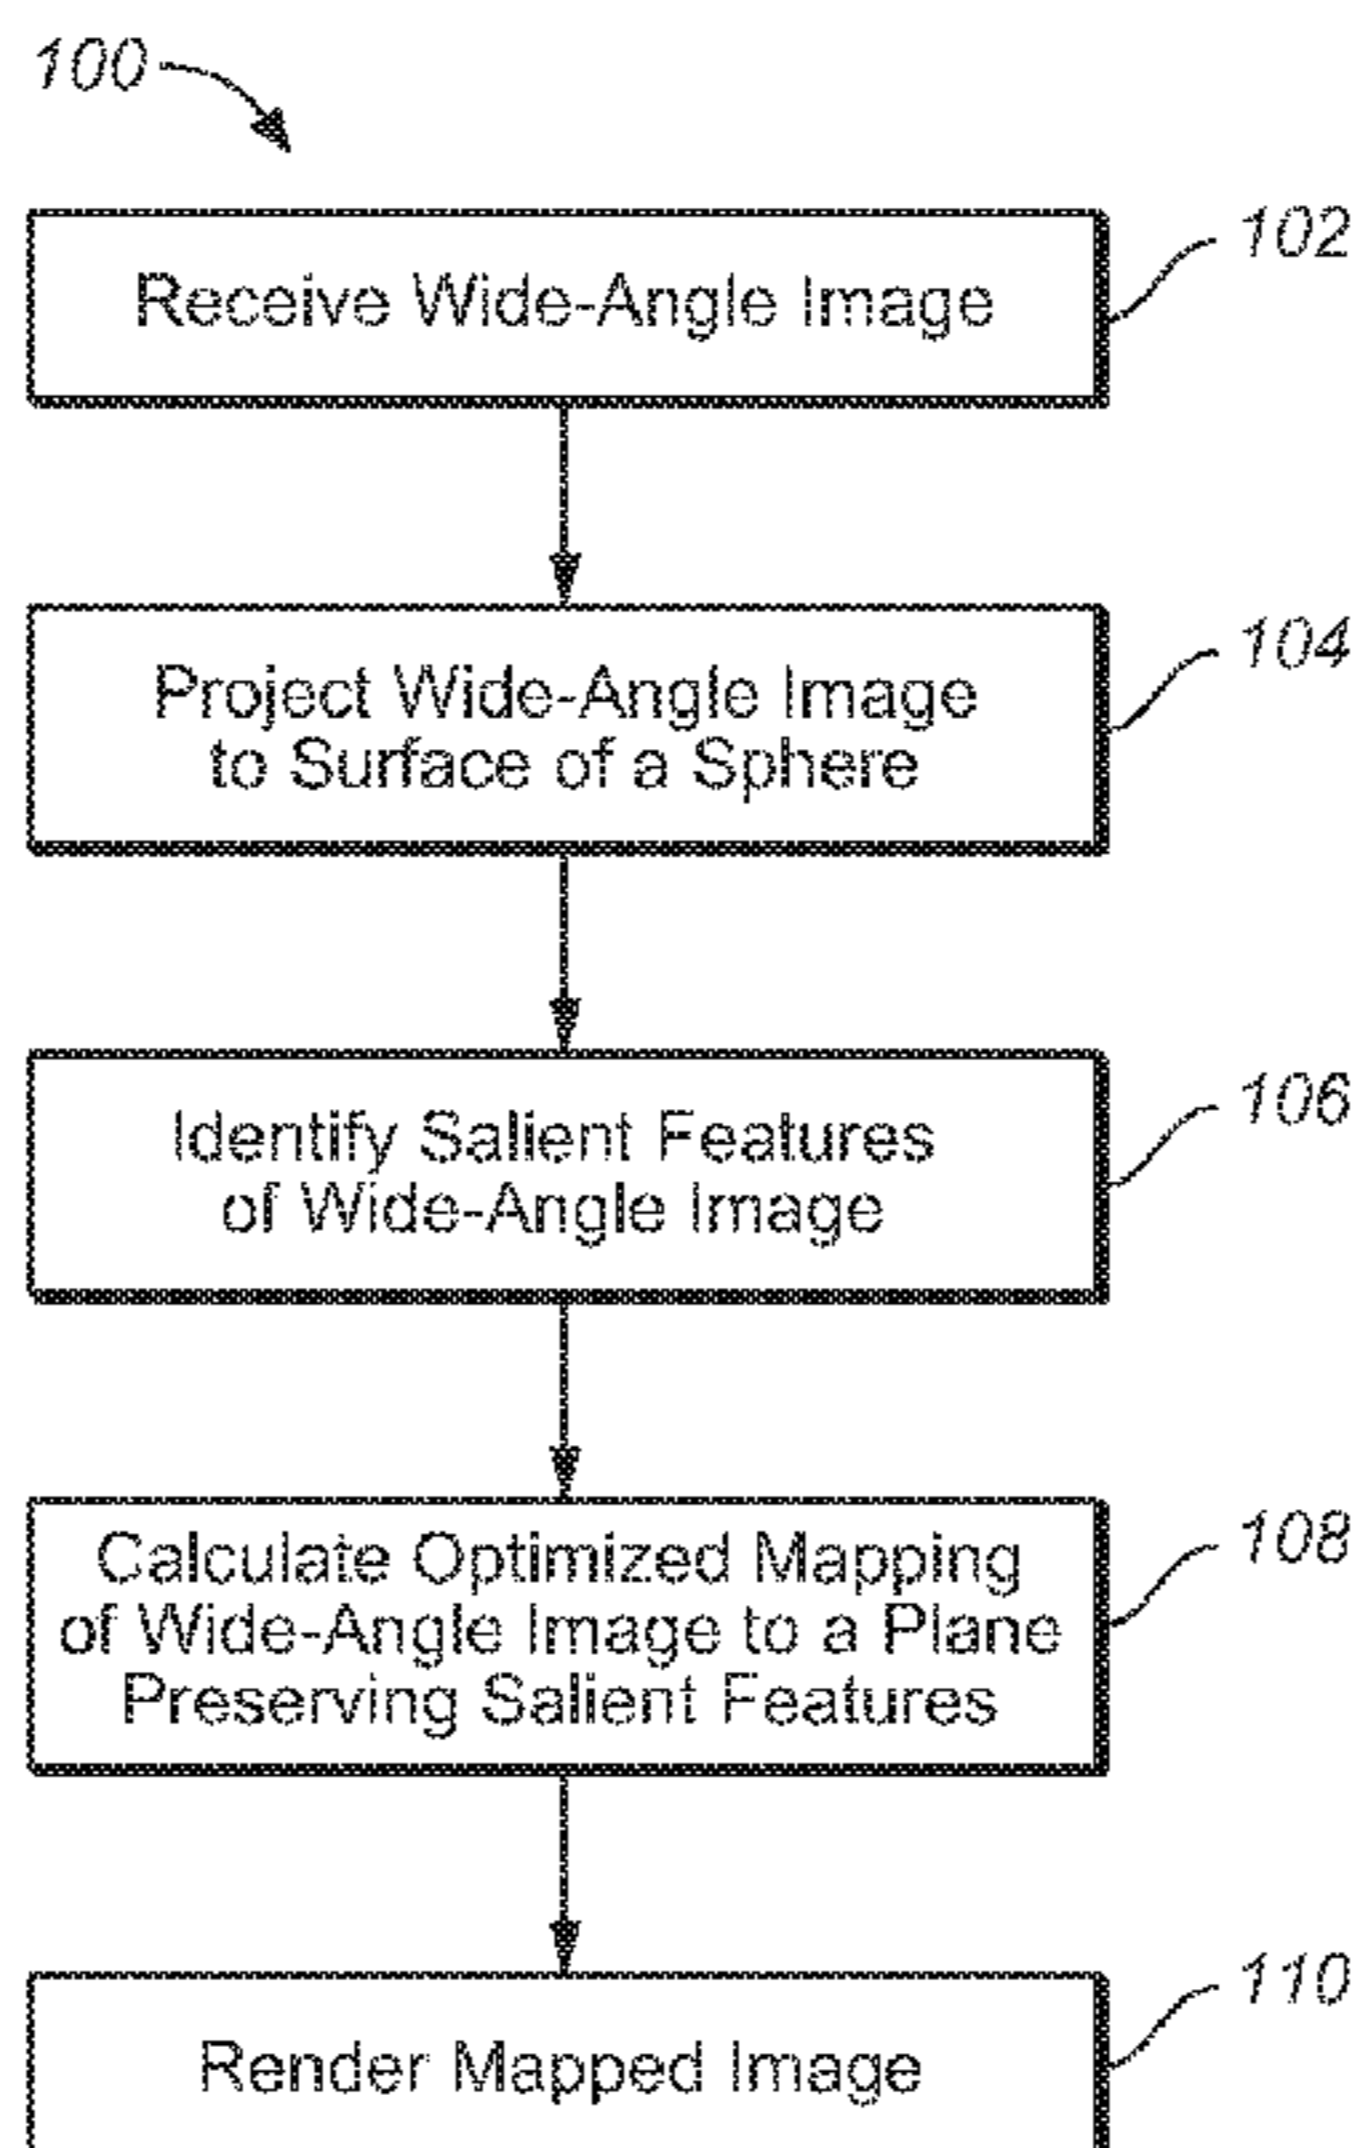 100
Receive Wide-Angle Image
102
Project Wide-Angle Image
to Surface of a Sphere
104
Identify Salient Features
of Wide-Angle Image
106
Calculate Optimized Mapping
of Wide-Angle Image to a Plane
Preserving Salient Features
108
Render Mapped Image
110